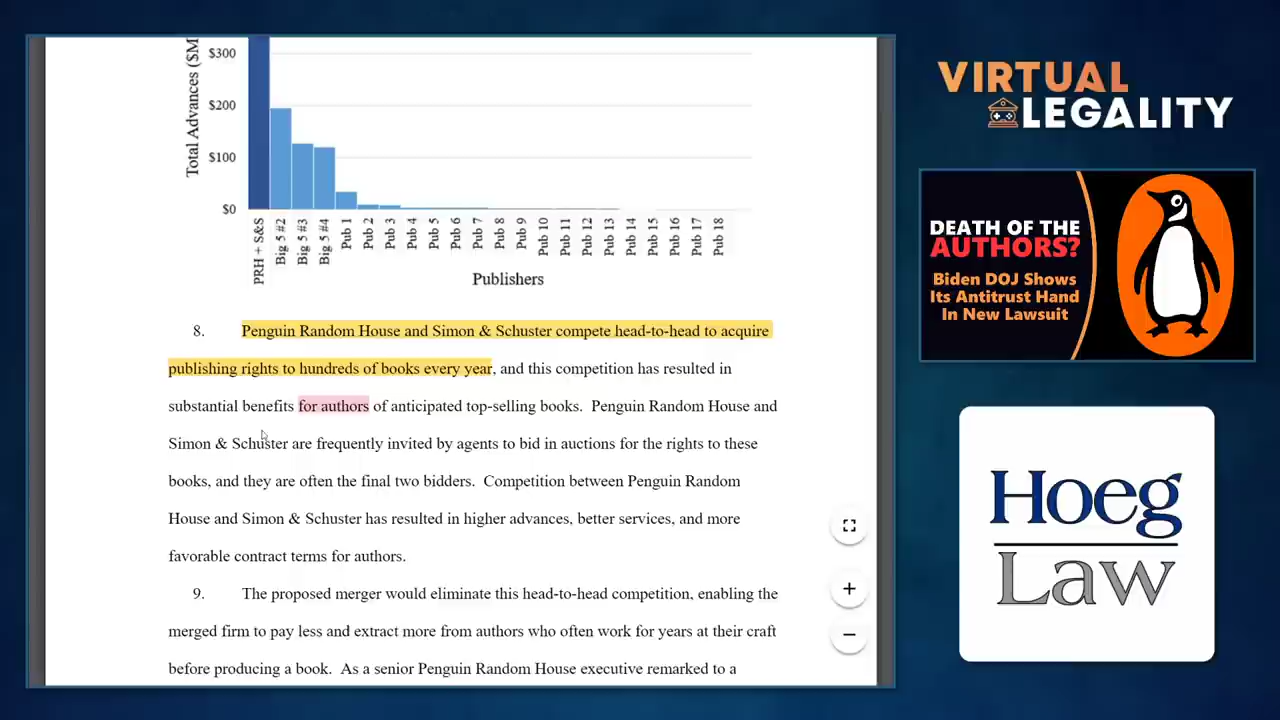 $300
$200
$100
$0
Total Advances ($M
PRH + S&S
Big 5 #2
Big 5 #3
Big 5 #4
Pub 1
Pub 2
Pub 3
Pub 4
Pub 5
Pub 6
Pub 7
Pub 8
Pub 9
Pub 10
Pub 11
Pub 12
Pub 13
Pub 14
Pub 15
Pub 16
Pub 17
Pub 18
Publishers
8. Penguin Random House and Simon & Schuster compete head-to-head to acquire
publishing rights to hundreds of books every year, and this competition has resulted in
substantial benefits for authors of anticipated top-selling books. Penguin Random House and
Simon & Schuster are frequently invited by agents to bid in auctions for the rights to these
books, and they are often the final two bidders. Competition between Penguin Random
House and Simon & Schuster has resulted in higher advances, better services, and more
favorable contract terms for authors.
9. The proposed merger would eliminate this head-to-head competition, enabling the
merged firm to pay less and extract more from authors who often work for years at their craft
before producing a book. As a senior Penguin Random House executive remarked to a
VIRTUAL
LEGALITY
DEATH OF THE
AUTHORS?
Biden DOJ Shows
Its Antitrust Hand
In New Lawsuit
Hoeg
Law